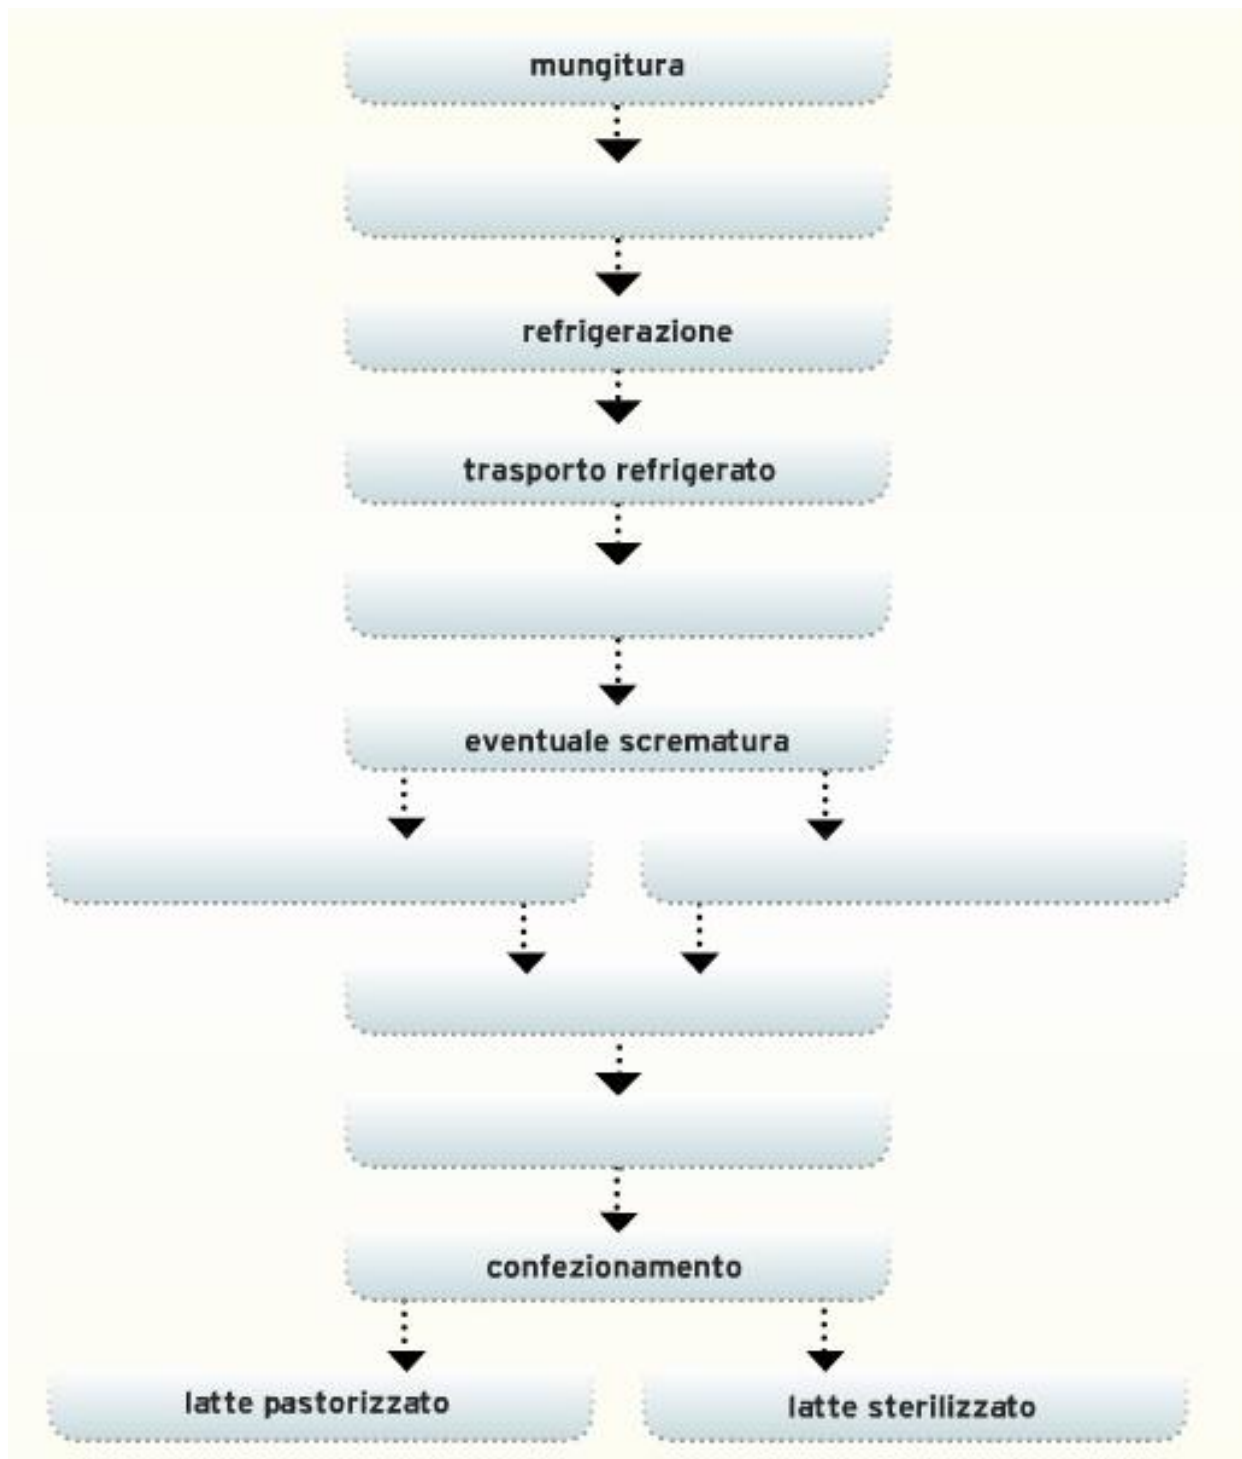 mungitura
refrigerazione
trasporto refrigerato
eventuale scrematura
confezionamento
latte pastorizzato
latte sterilizzato